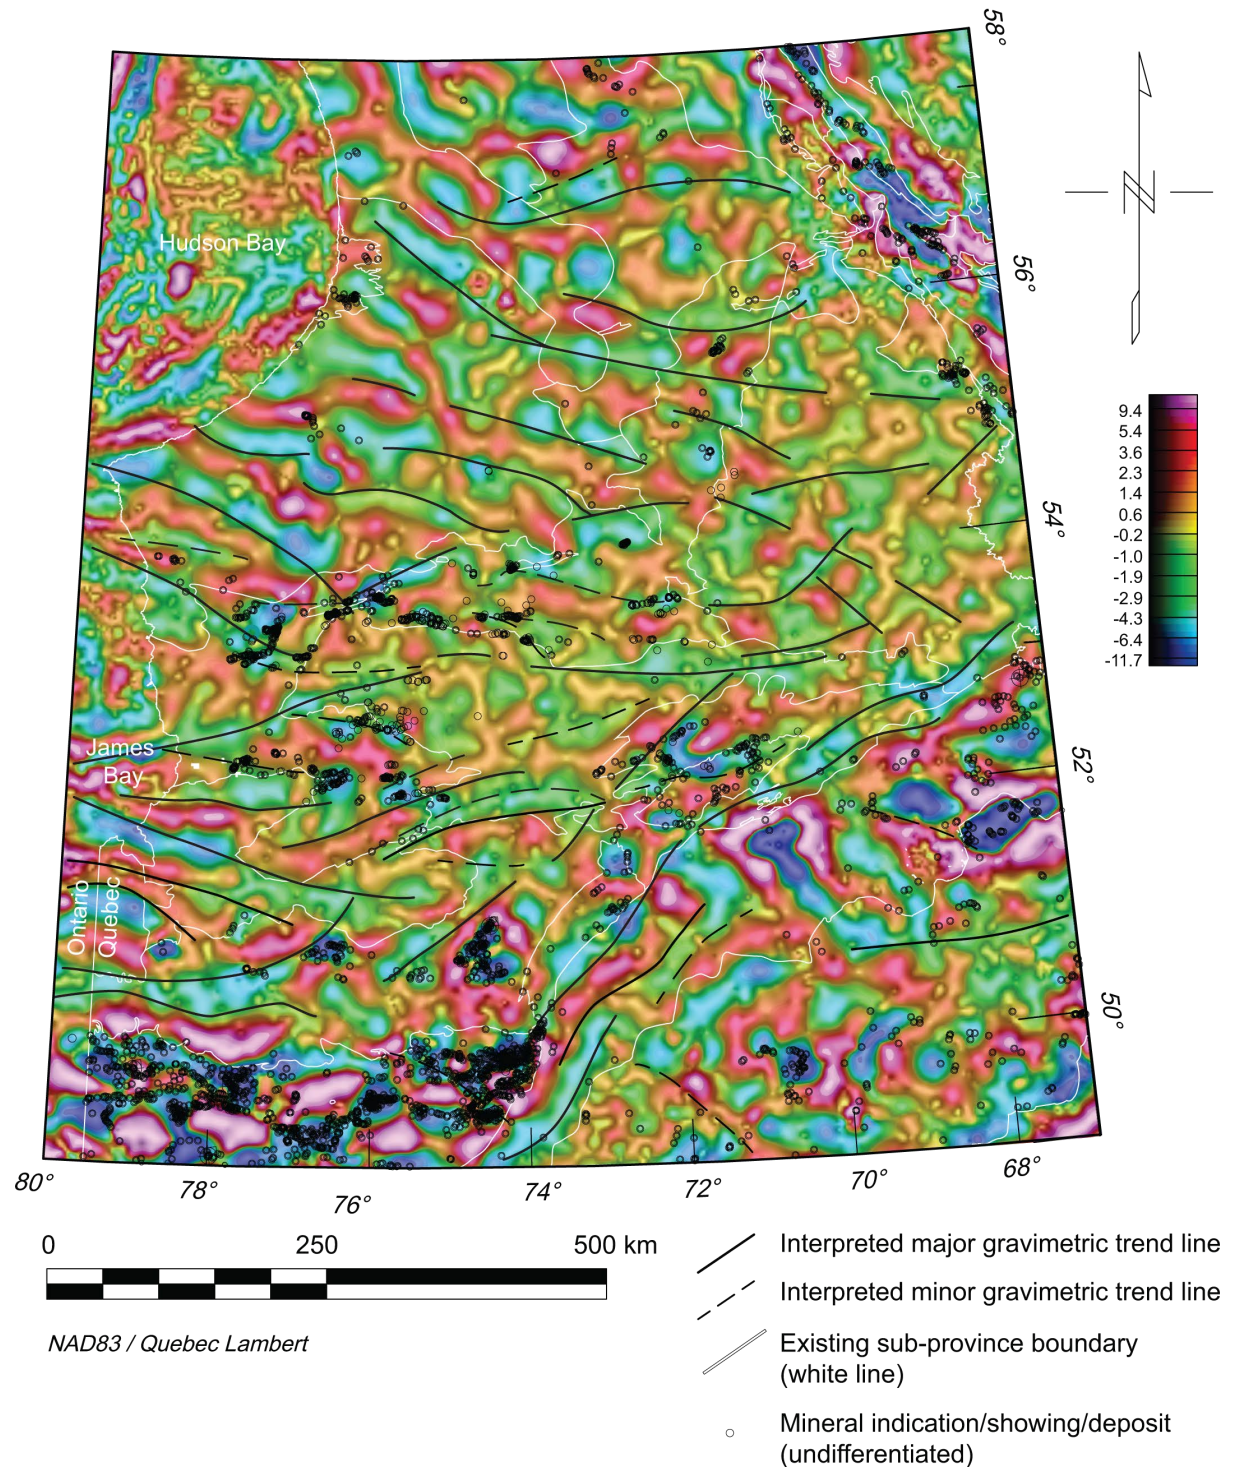 58°
N
Hudson Bay
56°
9.4
5.4
3.6
2.3
1.4
0.6
-0.2
-1.0
-1.9
-2.9
-4.3
-6.4
-11.7
54°
James
Bay
52°
Ontario
Quebec
50°
80°
78°
76°
74°
72°
70°
68°
0 250 500 km
NAD83 / Quebec Lambert
Interpreted major gravimetric trend line
Interpreted minor gravimetric trend line
Existing sub-province boundary
(white line)
Mineral indication/showing/deposit
(undifferentiated)